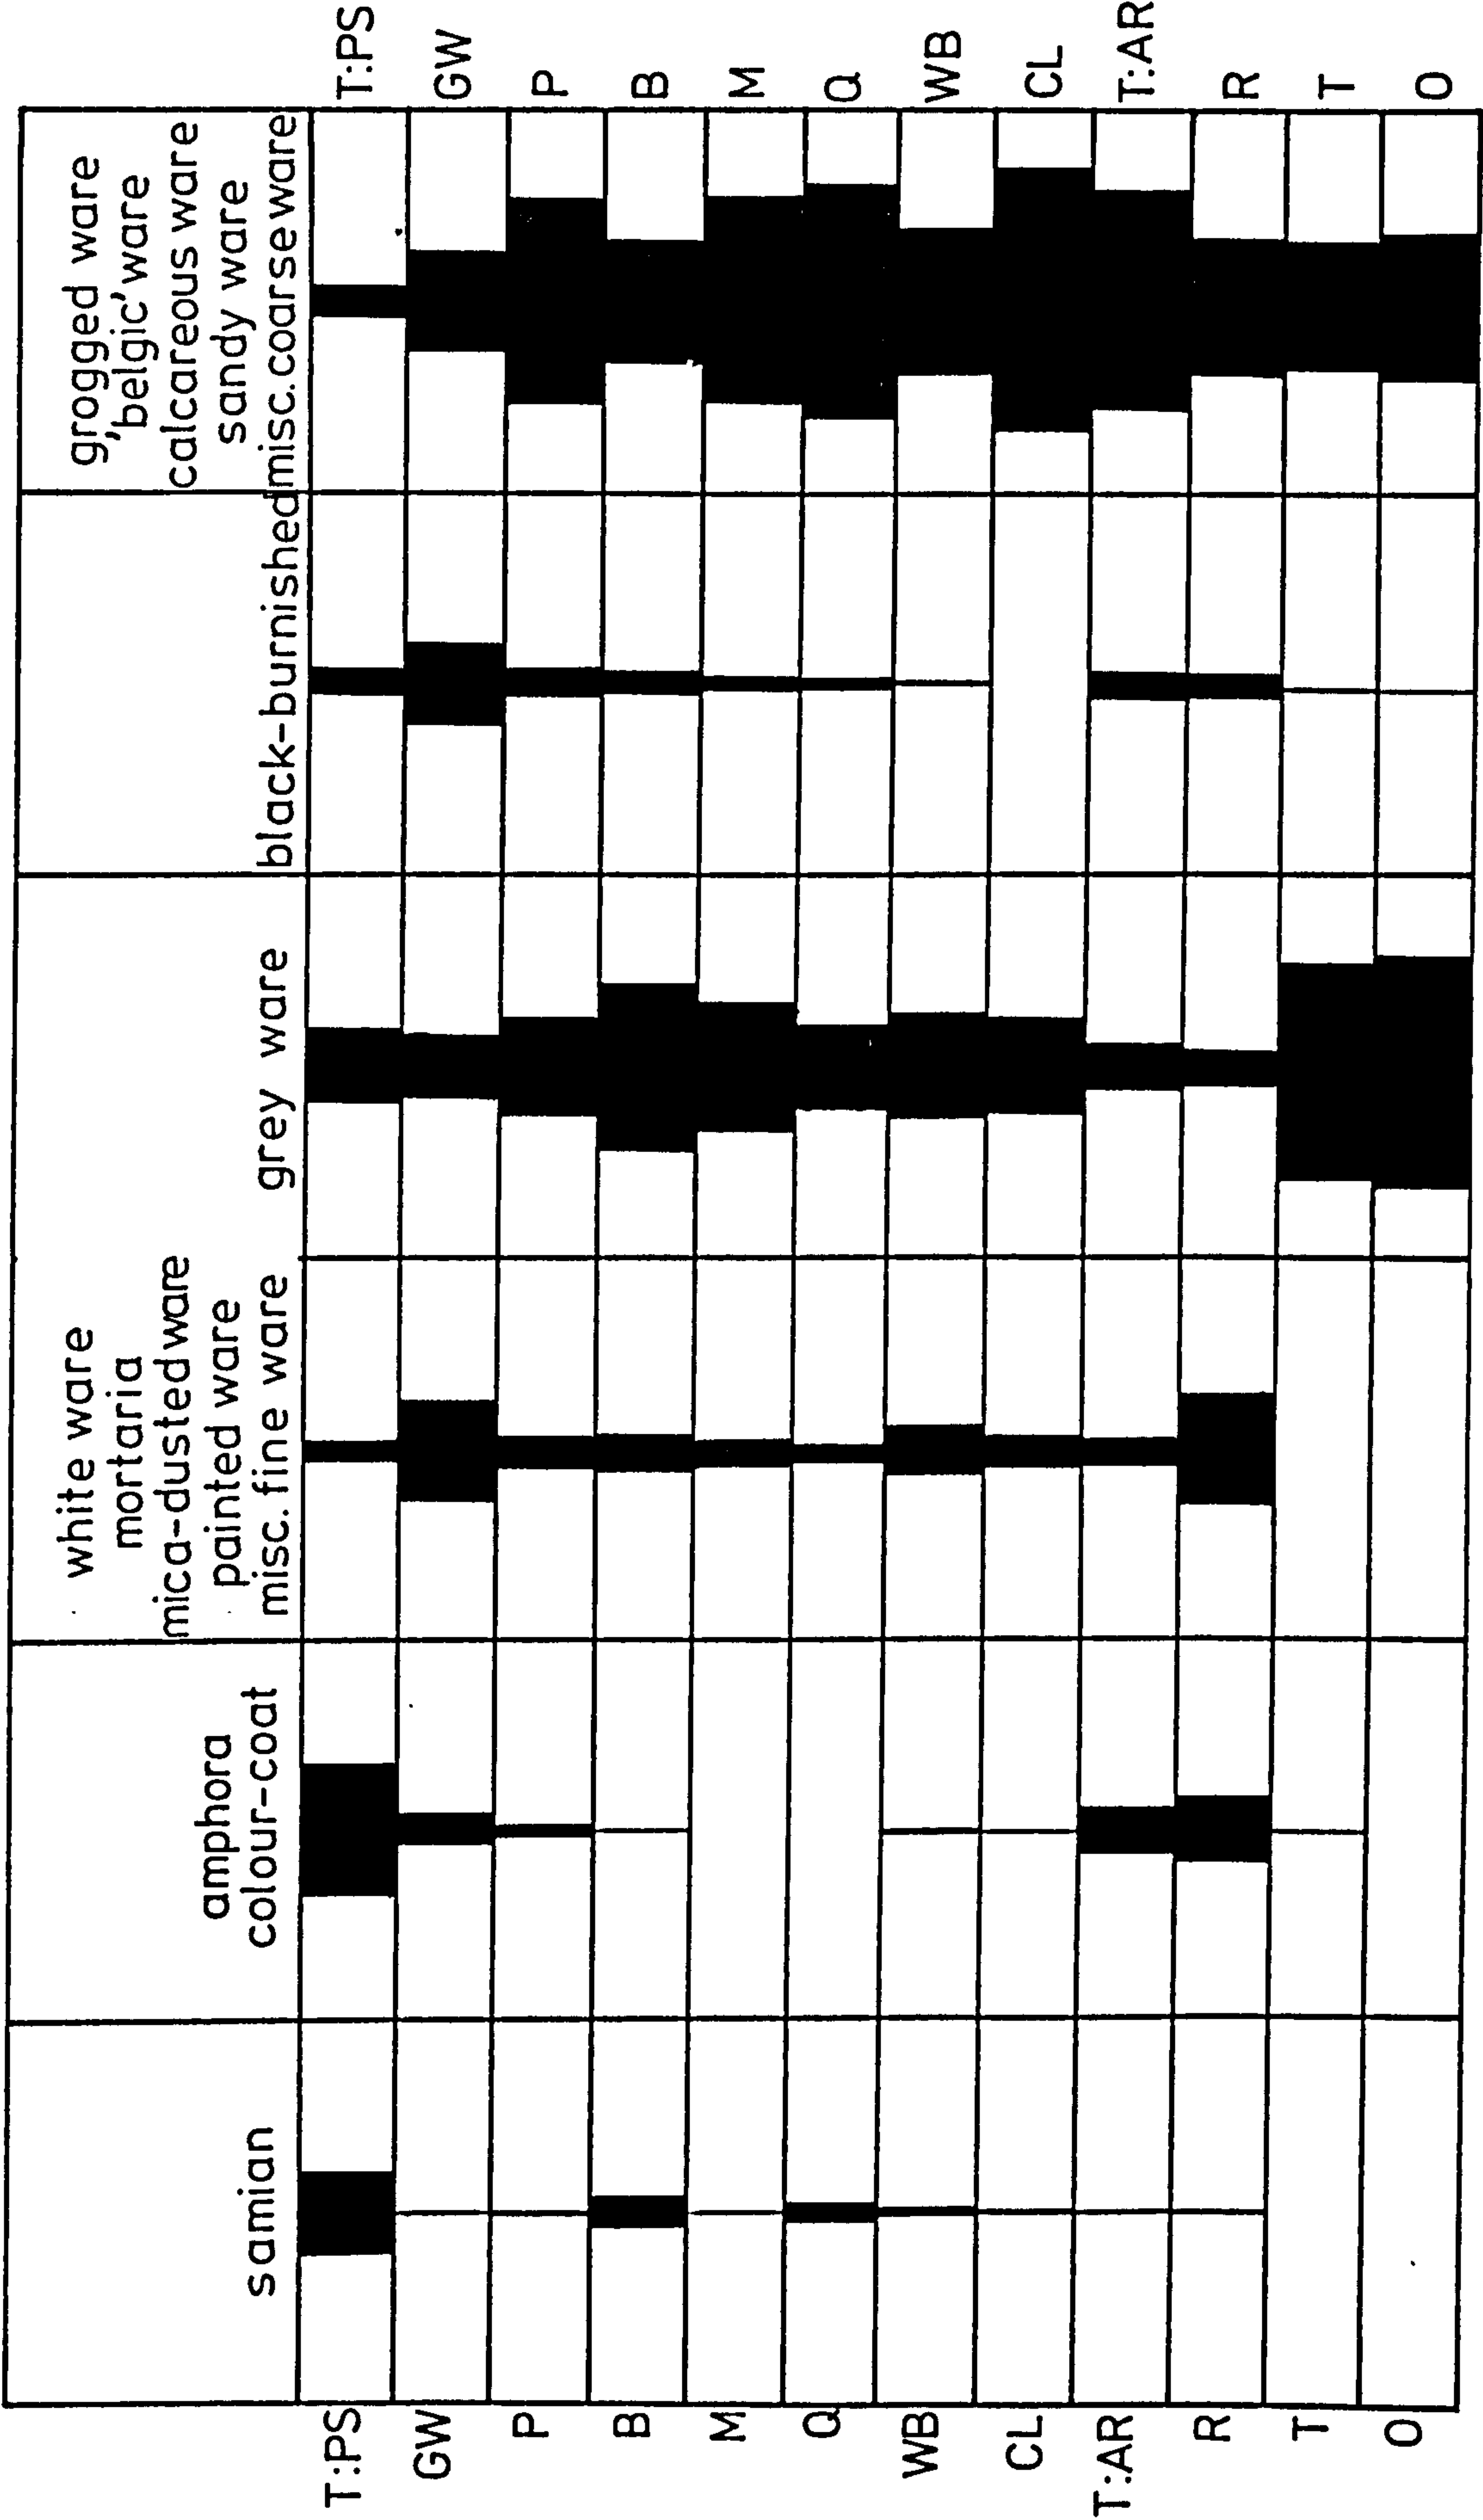 samian
amphora
colour-coat
white ware
mortaria
mica-dusted ware
painted ware
misc. fine ware
grey ware
black-burnished
grogged ware
'belgic' ware
calcareous ware
sandy ware
misc. coarse ware
T:PS
GW
P
B
M
Q
WB
CL
T:AR
R
T
O
T:PS
GW
P
B
M
Q
WB
CL
T:AR
R
T
O